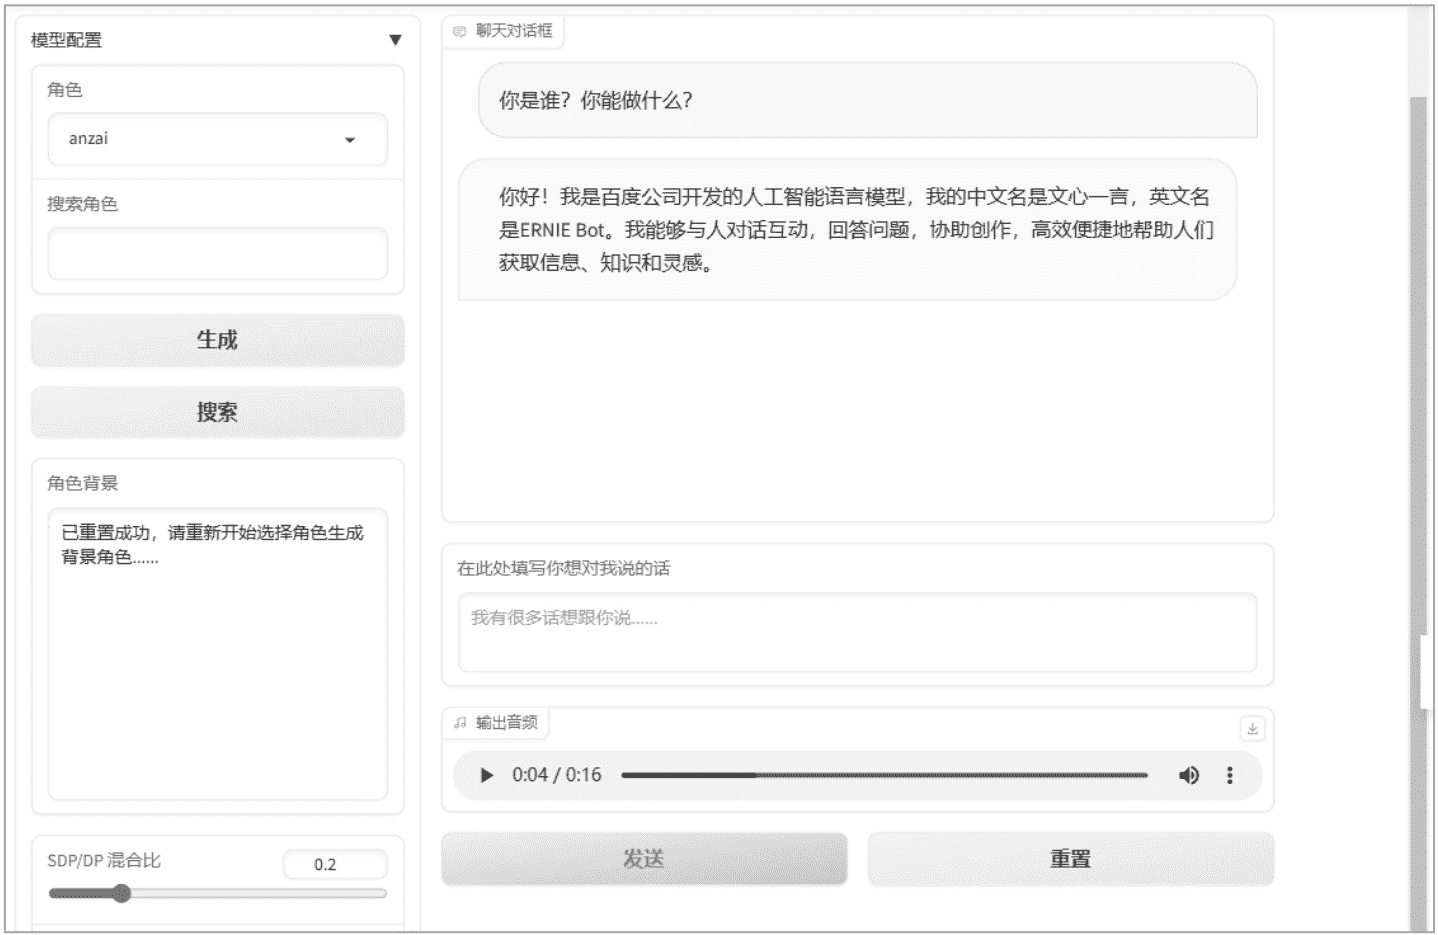 模型配置
角色
anzai
搜索角色
生成
搜索
角色背景
已重置成功，请重新开始选择角色生成
背景角色......
SDP/DP 混合比
0.2
聊天对话框
你是谁？你能做什么？
你好！我是百度公司开发的人工智能语言模型，我的中文名是文心一言，英文名
是ERNIE Bot。我能够与人对话互动，回答问题，协助创作，高效便捷地帮助人们
获取信息、知识和灵感。
在此处填写你想对我说的话
我有很多话想跟你说......
输出音频
0:04 / 0:16
发送
重置